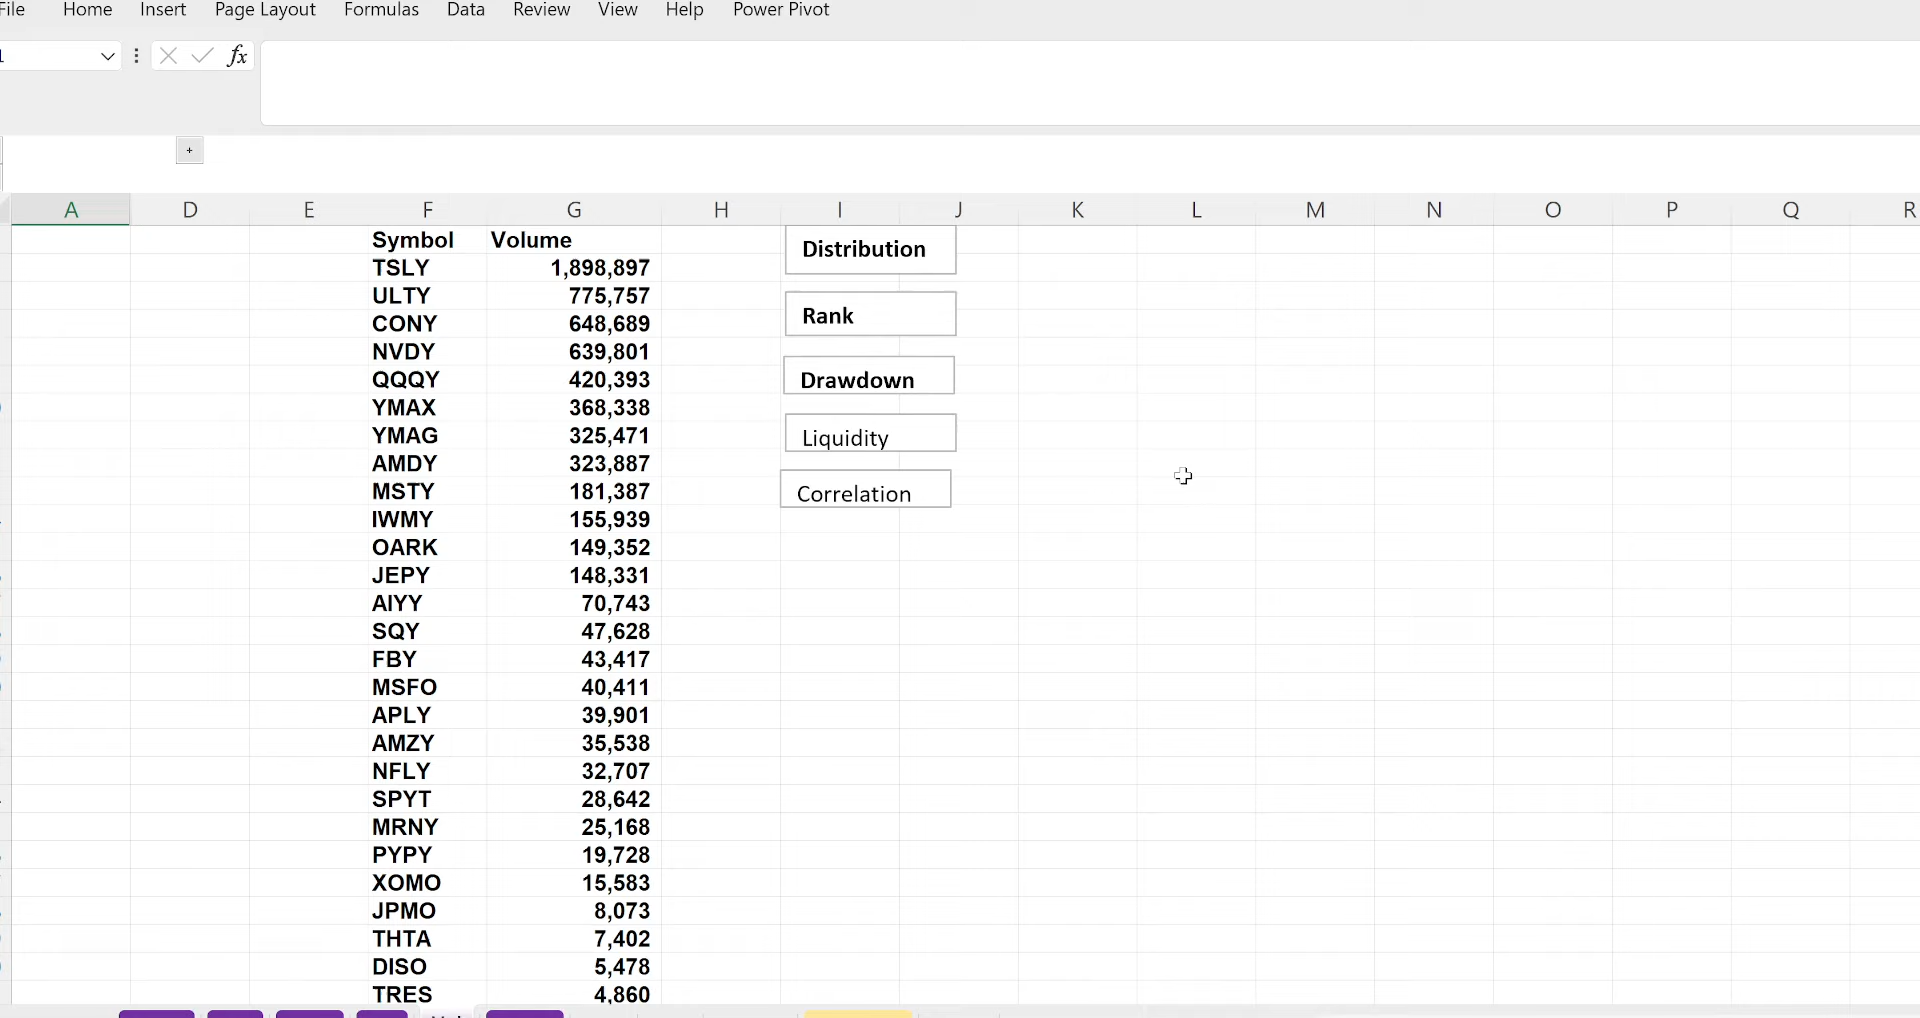 File Home Insert Page Layout Formulas Data Review View Help Power Pivot
fx
+
A D E F G H I J K L M N O P Q R
Symbol Volume
TSLY 1,898,897
ULTY 775,757
CONY 648,689
NVDY 639,801
QQQY 420,393
YMAX 368,338
YMAG 325,471
AMDY 323,887
MSTY 181,387
IWMY 155,939
OARK 149,352
JEPY 148,331
AIYY 70,743
SQY 47,628
FBY 43,417
MSFO 40,411
APLY 39,901
AMZY 35,538
NFLY 32,707
SPYT 28,642
MRNY 25,168
PYPY 19,728
XOMO 15,583
JPMO 8,073
THTA 7,402
DISO 5,478
TRES 4,860
Distribution
Rank
Drawdown
Liquidity
Correlation